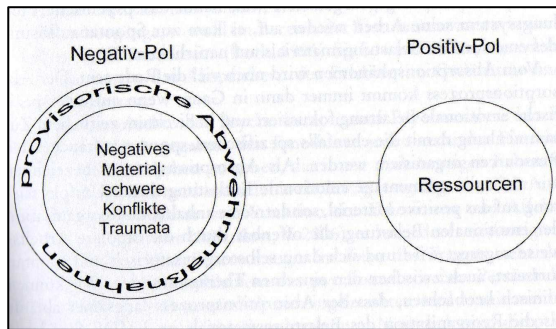 Negativ-Pol
Positiv-Pol
Provisorische Abwehrmaßnahmen
Negatives
Material:
schwere
Konflikte
Traumata
Ressourcen